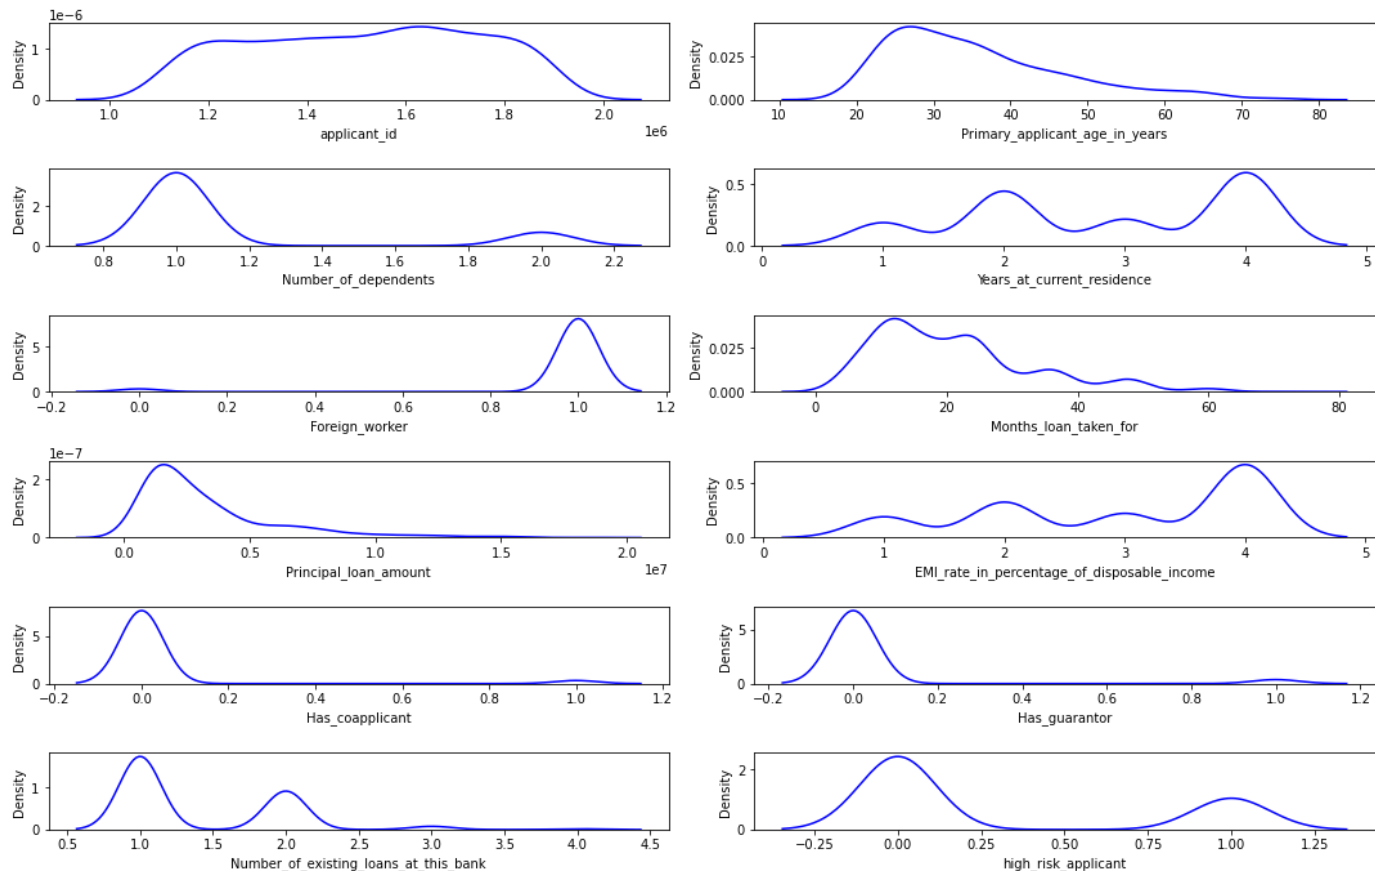 1e−6
Density
1
0
1.0 1.2 1.4 1.6 1.8 2.0
1e6
applicant_id
Density
0.025
0.000
10 20 30 40 50 60 70 80
Primary_applicant_age_in_years
Density
2
0
0.8 1.0 1.2 1.4 1.6 1.8 2.0 2.2
Number_of_dependents
Density
0.5
0.0
0 1 2 3 4 5
Years_at_current_residence
Density
5
0
−0.2 0.0 0.2 0.4 0.6 0.8 1.0 1.2
Foreign_worker
Density
0.025
0.000
0 20 40 60 80
Months_loan_taken_for
1e−7
Density
2
0
0.0 0.5 1.0 1.5 2.0
1e7
Principal_loan_amount
Density
0.5
0.0
0 1 2 3 4 5
EMI_rate_in_percentage_of_disposable_income
Density
5
0
−0.2 0.0 0.2 0.4 0.6 0.8 1.0 1.2
Has_coapplicant
Density
5
0
−0.2 0.0 0.2 0.4 0.6 0.8 1.0 1.2
Has_guarantor
Density
1
0
0.5 1.0 1.5 2.0 2.5 3.0 3.5 4.0 4.5
Number_of_existing_loans_at_this_bank
Density
2
0
−0.25 0.00 0.25 0.50 0.75 1.00 1.25
high_risk_applicant